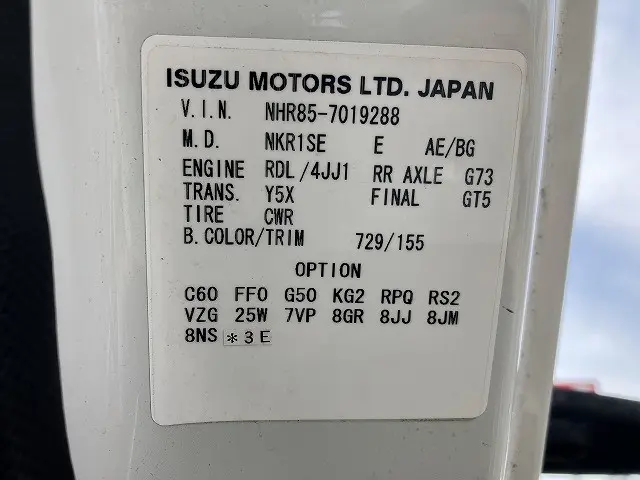 ISUZU MOTORS LTD. JAPAN
V.I.N. NHR85-7019288
M.D. NKR1SE E AE/BG
ENGINE RDL/4JJ1 RR AXLE G73
TRANS. Y5X FINAL GT5
TIRE CWR
B.COLOR/TRIM 729/155
OPTION
C60 FF0 G50 KG2 RPQ RS2
VZG 25W 7VP 8GR 8JJ 8JM
8NS *3E